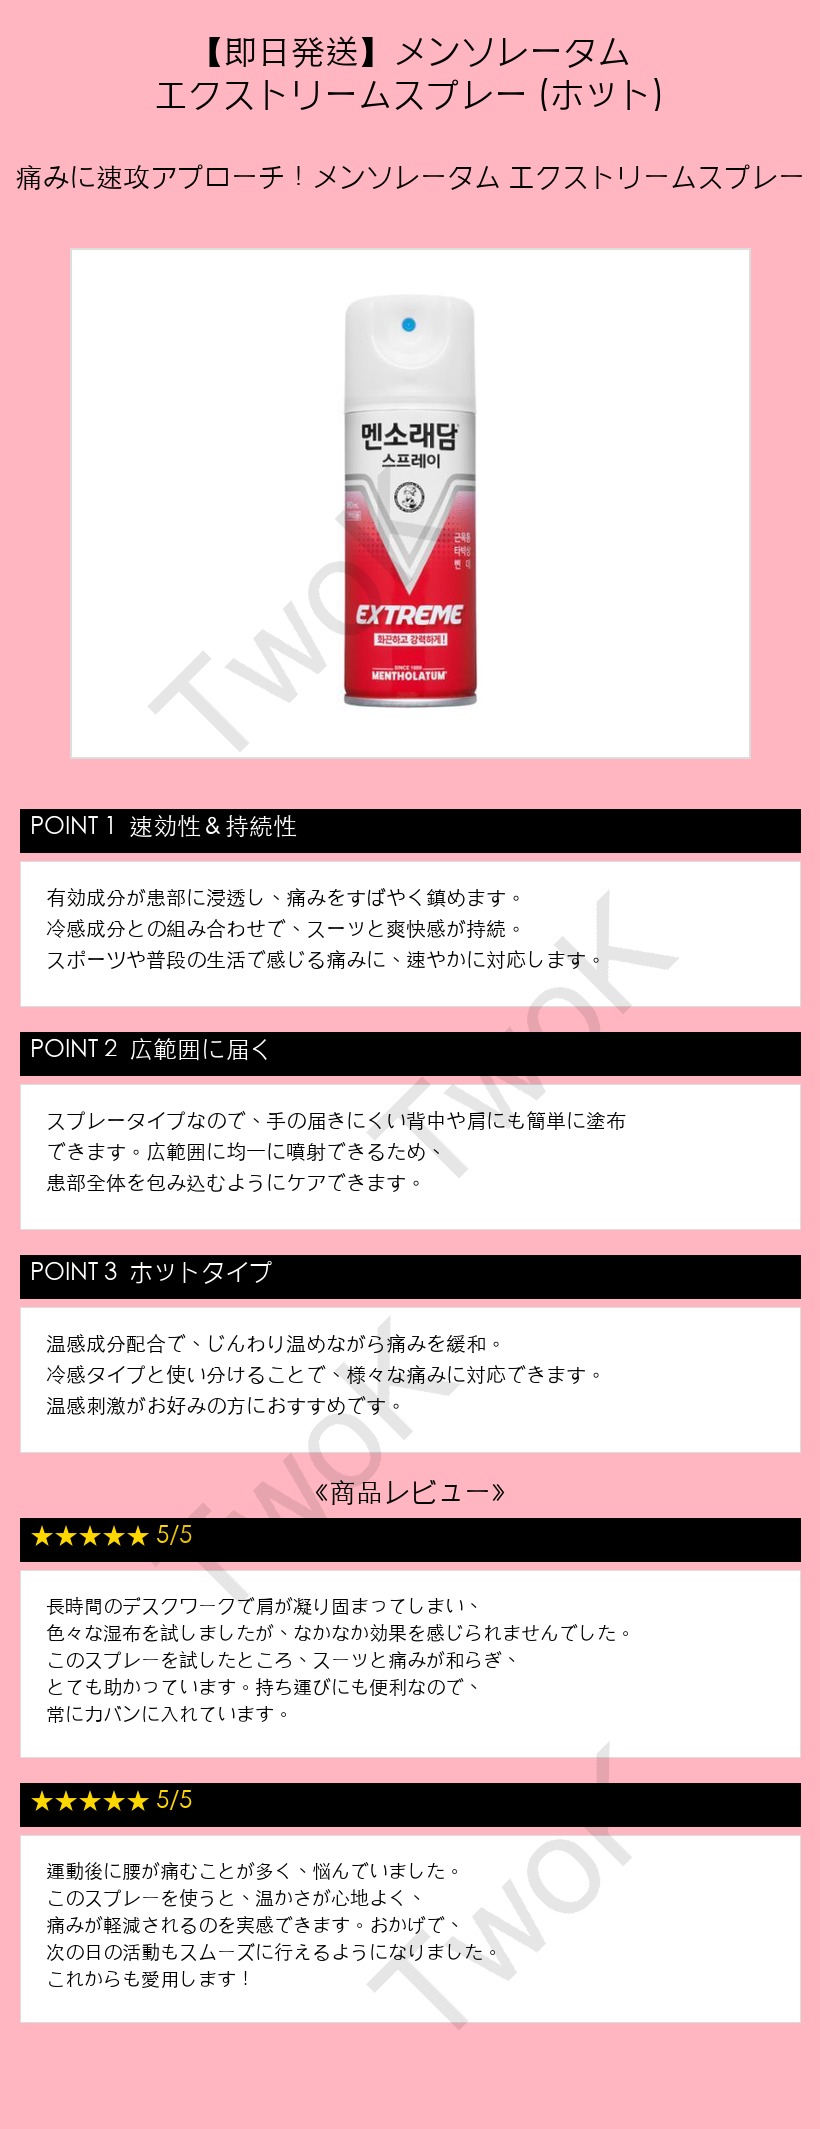 【即日発送】メンソレータム
エクストリームスプレー (ホット)
痛みに速攻アプローチ！メンソレータム エクストリームスプレー
멘소래담
스프레이
근육통
타박상
삔 데
EXTREME
화끈하고 강력하게!
SINCE 1889
MENTHOLATUM
TwoK
POINT 1 速効性＆持続性
有効成分が患部に浸透し、痛みをすばやく鎮めます。
冷感成分との組み合わせで、スーッと爽快感が持続。
スポーツや普段の生活で感じる痛みに、速やかに対応します。
TwoK
POINT 2 広範囲に届く
スプレータイプなので、手の届きにくい背中や肩にも簡単に塗布
できます。広範囲に均一に噴射できるため、
患部全体を包み込むようにケアできます。
POINT 3 ホットタイプ
温感成分配合で、じんわり温めながら痛みを緩和。
冷感タイプと使い分けることで、様々な痛みに対応できます。
温感刺激がお好みの方におすすめです。
TwoK
《商品レビュー》
★★★★★ 5/5
長時間のデスクワークで肩が凝り固まってしまい、
色々な湿布を試しましたが、なかなか効果を感じられませんでした。
このスプレーを試したところ、スーッと痛みが和らぎ、
とても助かっています。持ち運びにも便利なので、
常にカバンに入れています。
★★★★★ 5/5
運動後に腰が痛むことが多く、悩んでいました。
このスプレーを使うと、温かさが心地よく、
痛みが軽減されるのを実感できます。おかげで、
次の日の活動もスムーズに行えるようになりました。
これからも愛用します！
TwoK